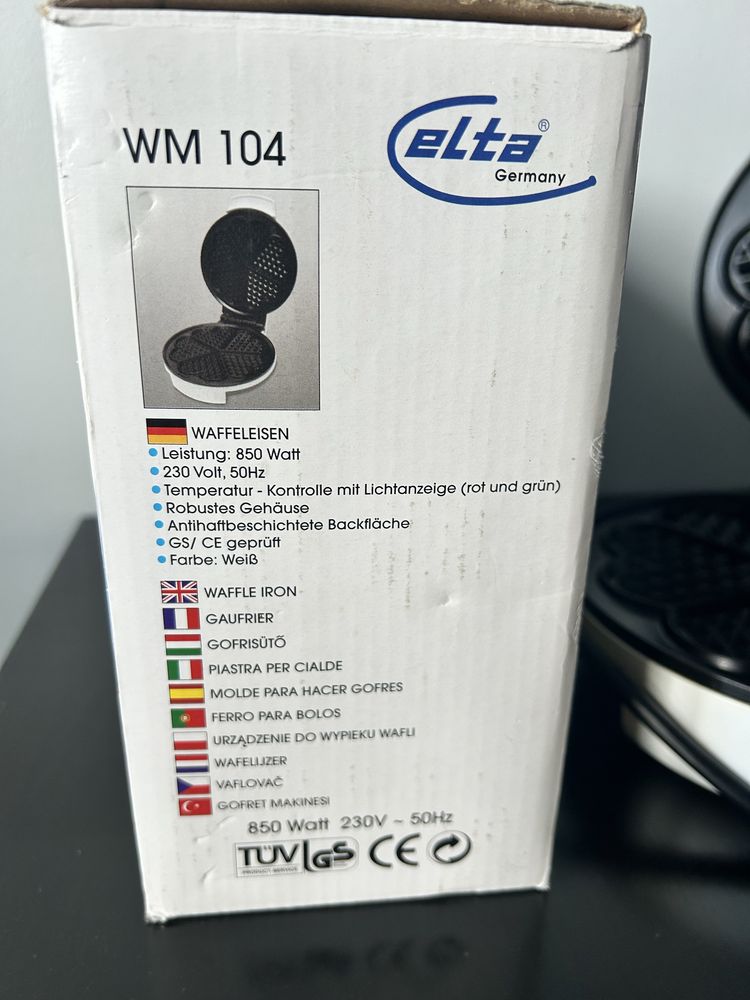 WM 104
elta®
Germany
WAFFELEISEN
• Leistung: 850 Watt
• 230 Volt, 50Hz
• Temperatur - Kontrolle mit Lichtanzeige (rot und grün)
• Robustes Gehäuse
• Antihaftbeschichtete Backfläche
• GS/ CE geprüft
• Farbe: Weiß
WAFFLE IRON
GAUFRIER
GOFRISÜTŐ
PIASTRA PER CIALDE
MOLDE PARA HACER GOFRES
FERRO PARA BOLOS
URZĄDZENIE DO WYPIEKU WAFLI
WAFELIJZER
VAFLOVAČ
GOFRET MAKINESI
850 Watt 230V ~ 50Hz
TÜV GS CE
PRODUCT SERVICE